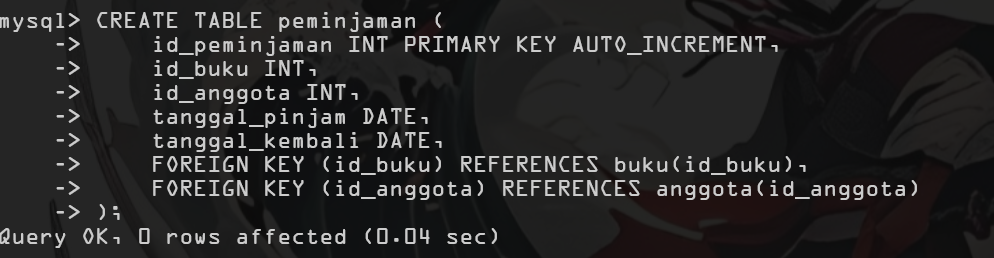 mysql> CREATE TABLE peminjaman (
    ->     id_peminjaman INT PRIMARY KEY AUTO_INCREMENT,
    ->     id_buku INT,
    ->     id_anggota INT,
    ->     tanggal_pinjam DATE,
    ->     tanggal_kembali DATE,
    ->     FOREIGN KEY (id_buku) REFERENCES buku(id_buku),
    ->     FOREIGN KEY (id_anggota) REFERENCES anggota(id_anggota)
    -> );
Query OK, 0 rows affected (0.04 sec)